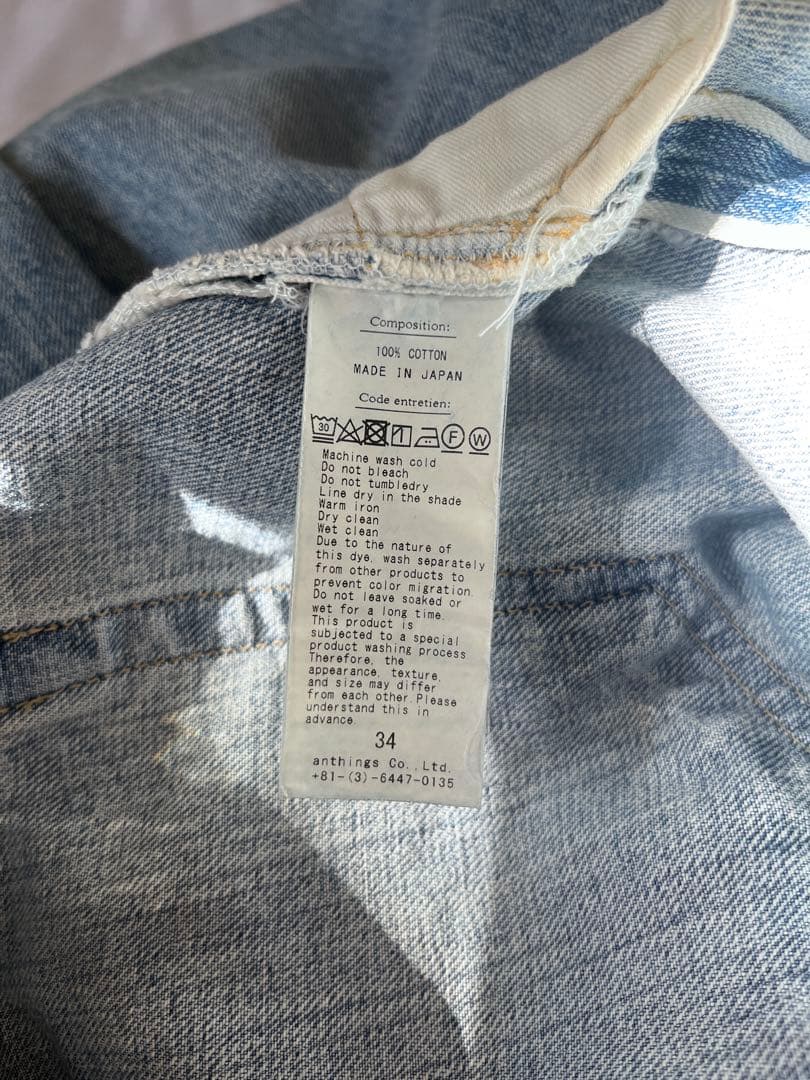 Composition:
100% COTTON
MADE IN JAPAN
Code entretien:
30 F W
Machine wash cold
Do not bleach
Do not tumbledry
Line dry in the shade
Warm iron
Dry clean
Wet clean
Due to the nature of
this dye, wash separately
from other products to
prevent color migration.
Do not leave soaked or
wet for a long time.
This product is
subjected to a special
product washing process
Therefore, the
appearance, texture,
and size may differ
from each other.Please
understand this in
advance.
34
anthings Co.,Ltd.
+81-(3)-6447-0135